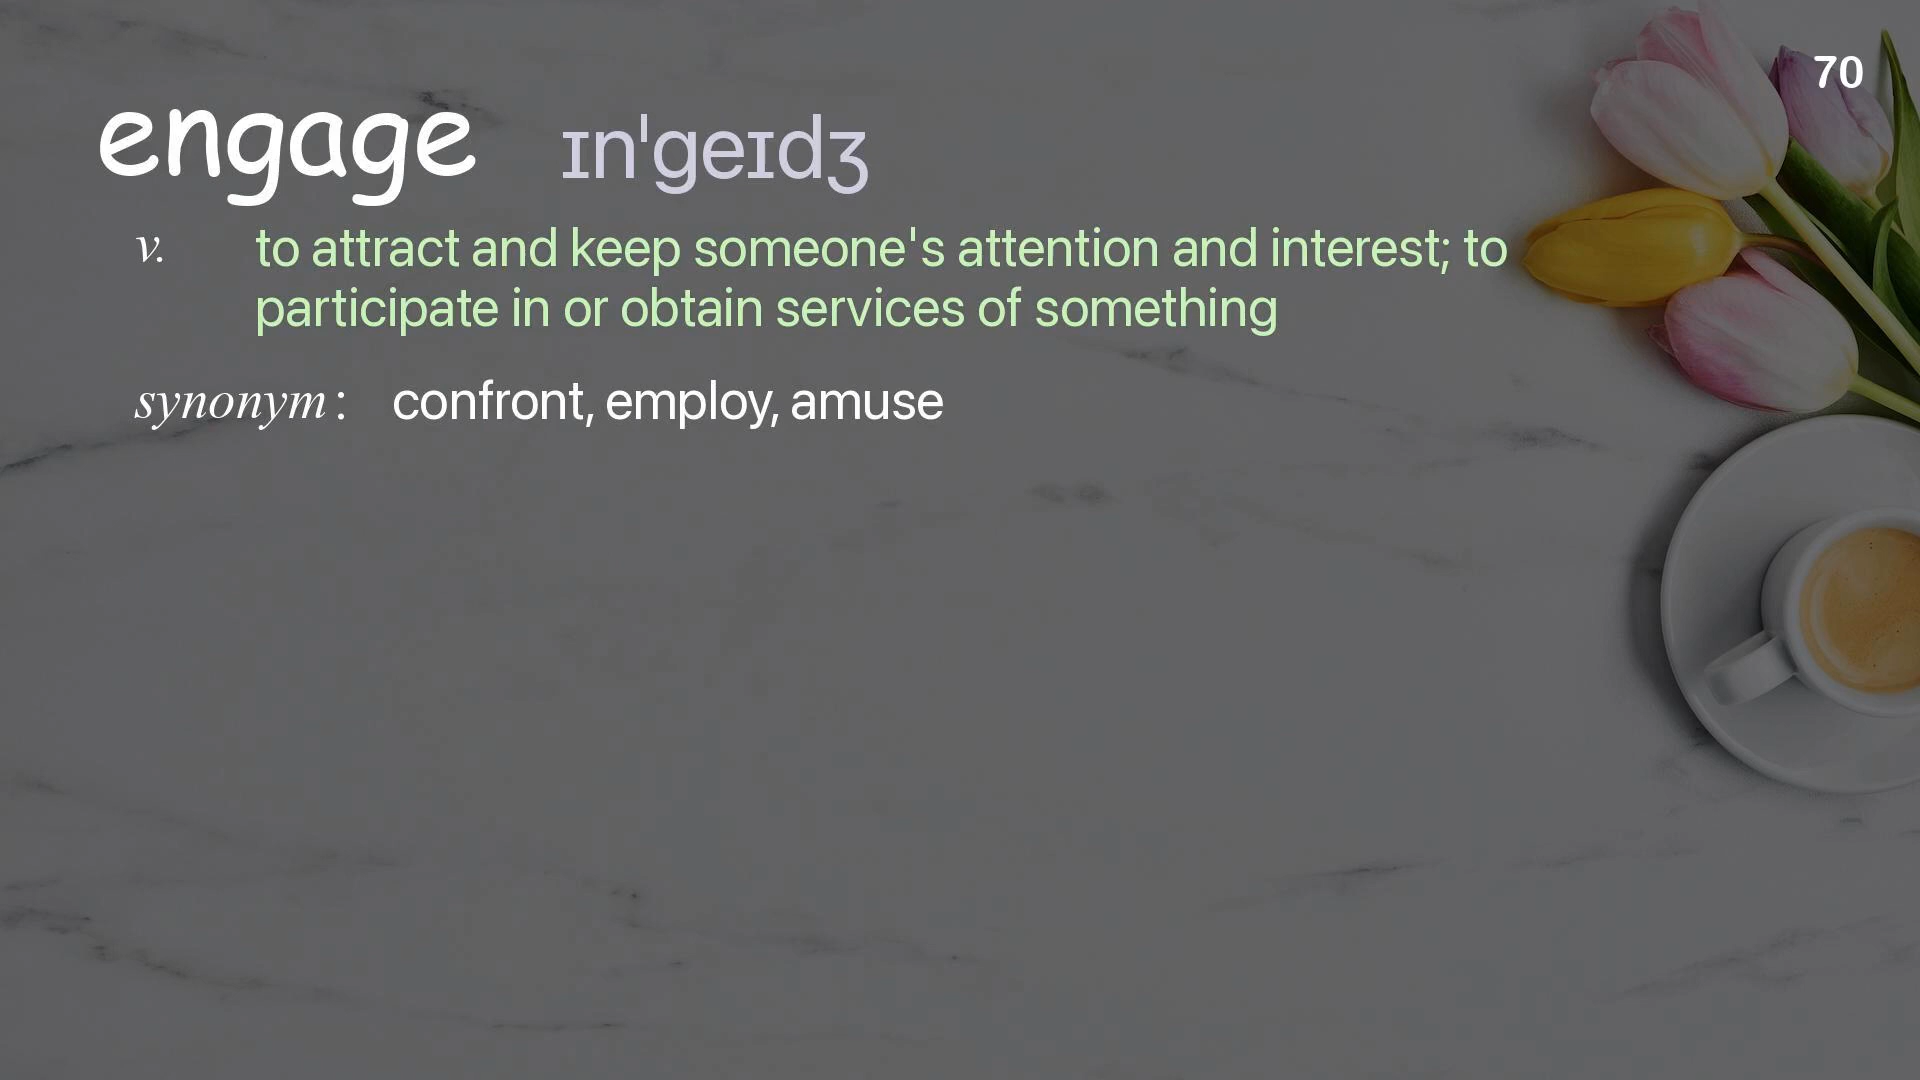 70
engage ɪnˈgeɪdʒ
v. to attract and keep someone's attention and interest; to
participate in or obtain services of something
synonym: confront, employ, amuse